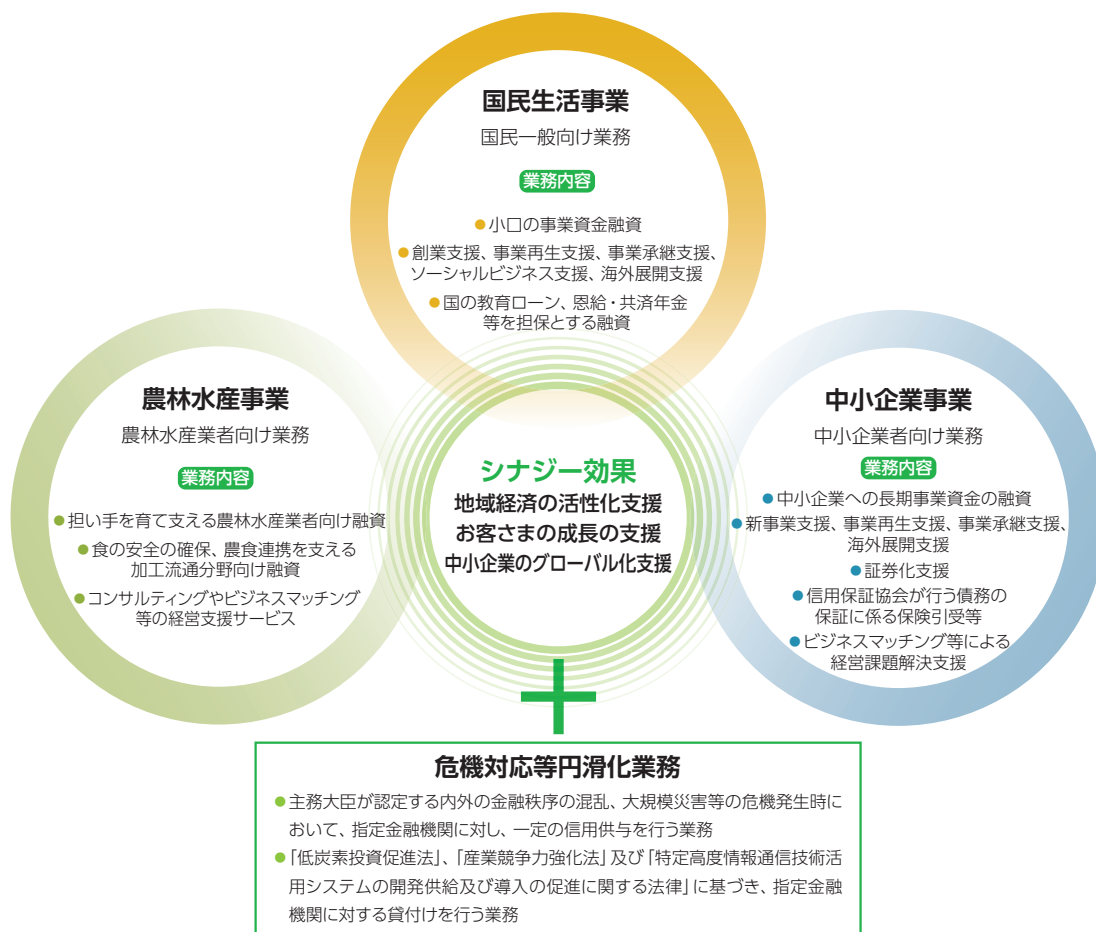 国民生活事業
国民一般向け業務
業務内容
●小口の事業資金融資
●創業支援、事業再生支援、事業承継支援、
ソーシャルビジネス支援、海外展開支援
●国の教育ローン、恩給・共済年金
等を担保とする融資
農林水産事業
農林水産業者向け業務
業務内容
●担い手を育て支える農林水産業者向け融資
●食の安全の確保、農食連携を支える
加工流通分野向け融資
●コンサルティングやビジネスマッチング
等の経営支援サービス
シナジー効果
地域経済の活性化支援
お客さまの成長の支援
中小企業のグローバル化支援
中小企業事業
中小企業者向け業務
業務内容
●中小企業への長期事業資金の融資
●新事業支援、事業再生支援、事業承継支援、
海外展開支援
●証券化支援
●信用保証協会が行う債務の
保証に係る保険引受等
●ビジネスマッチング等による
経営課題解決支援
危機対応等円滑化業務
●主務大臣が認定する内外の金融秩序の混乱、大規模災害等の危機発生時に
おいて、指定金融機関に対し、一定の信用供与を行う業務
●「低炭素投資促進法」、「産業競争力強化法」及び「特定高度情報通信技術活
用システムの開発供給及び導入の促進に関する法律」に基づき、指定金融
機関に対する貸付けを行う業務